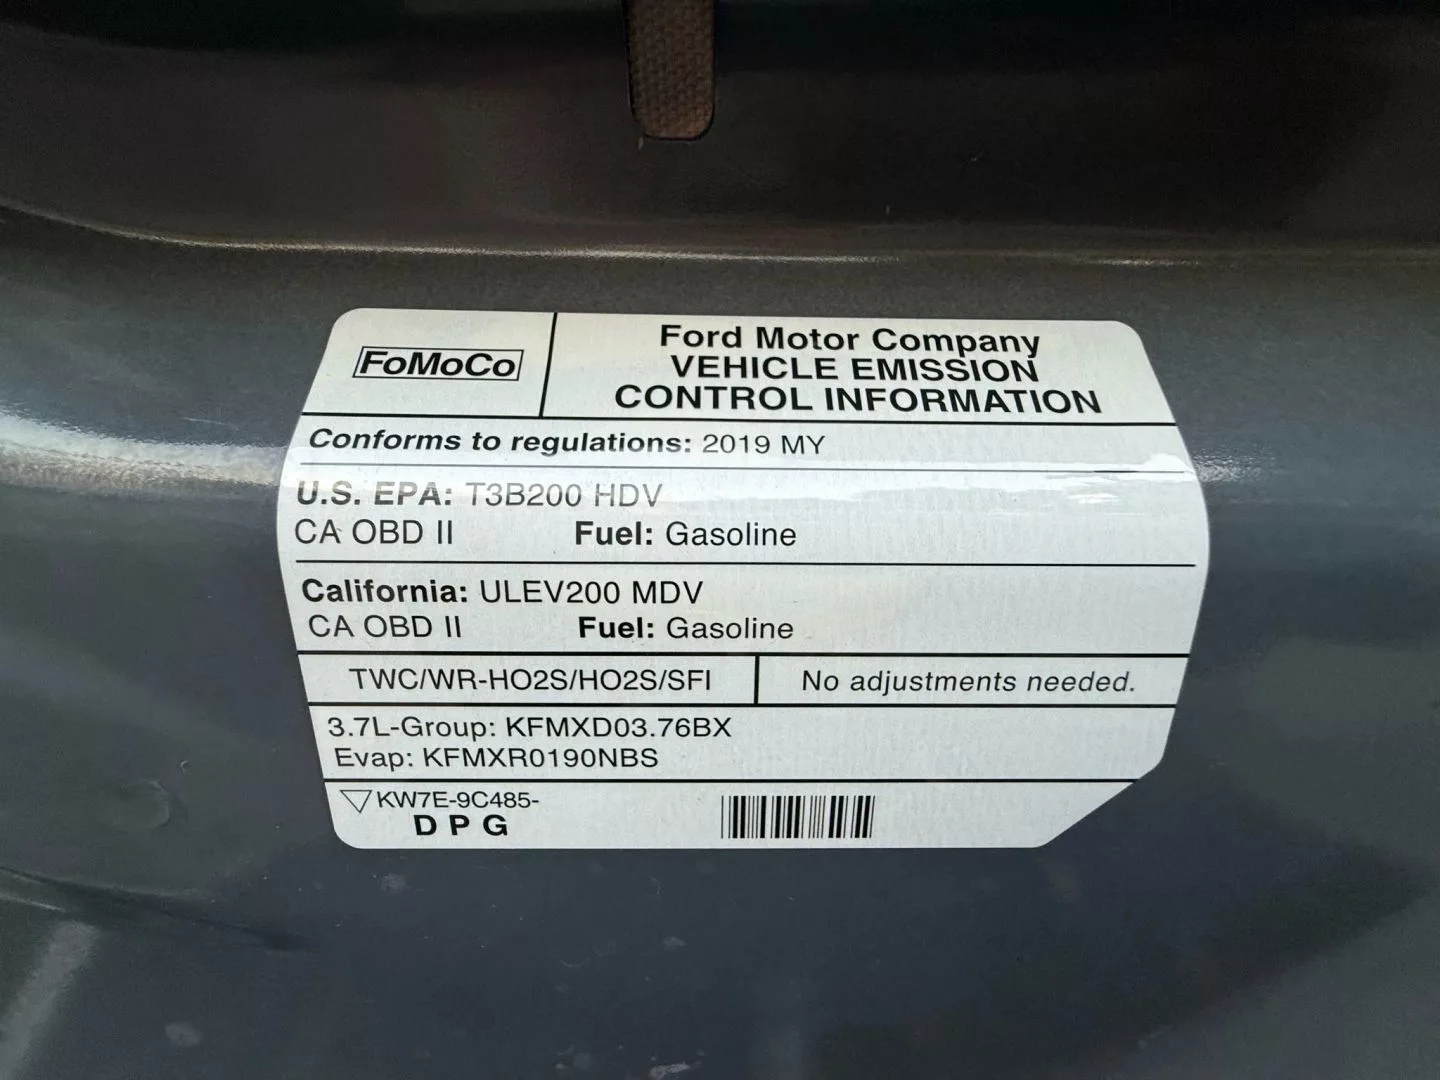 FoMoCo
Ford Motor Company
VEHICLE EMISSION
CONTROL INFORMATION
Conforms to regulations: 2019 MY
U.S. EPA: T3B200 HDV
CA OBD II Fuel: Gasoline
California: ULEV200 MDV
CA OBD II Fuel: Gasoline
TWC/WR-HO2S/HO2S/SFI
No adjustments needed.
3.7L-Group: KFMXD03.76BX
Evap: KFMXR0190NBS
KW7E-9C485-
D P G